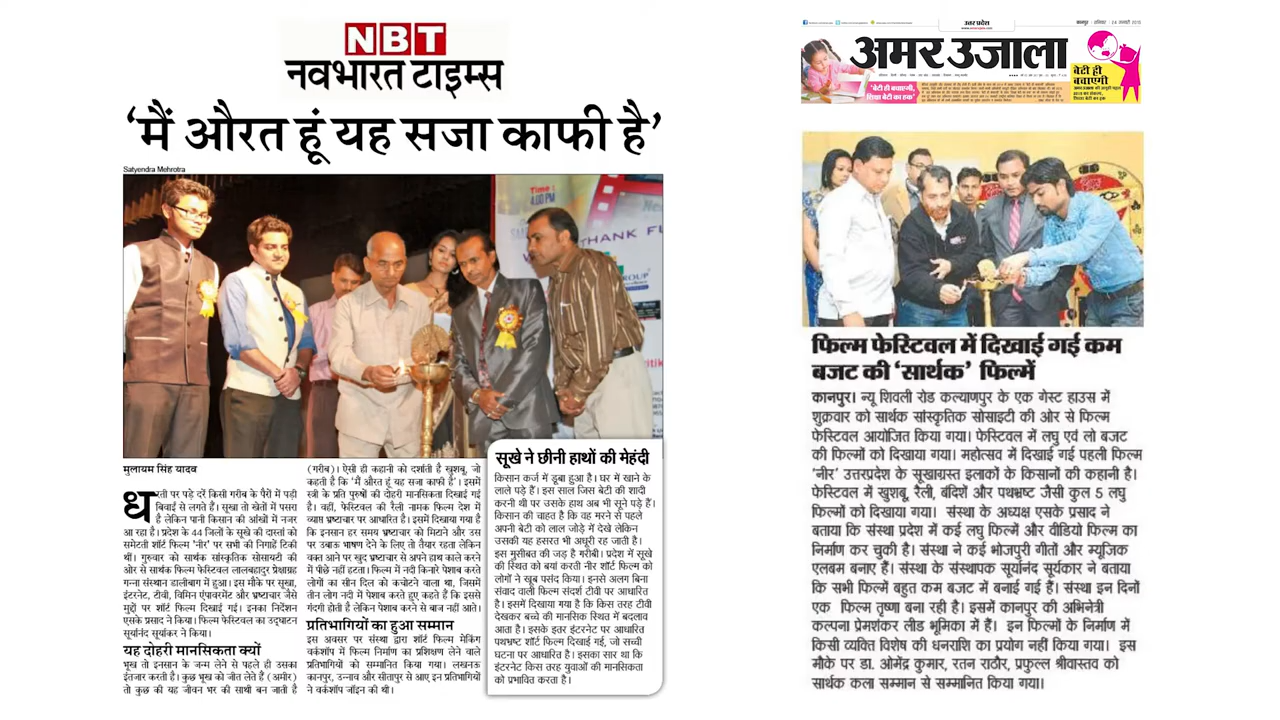 NBT
नवभारत टाइम्स
‘मैं औरत हूं यह सजा काफी है’
Satyendra Mehrotra
Time :
4:00 PM
THANK
GROUP
मुलायम सिंह यादव
धरती पर पड़े दरें किसी गरीब के पैरों में पड़ी
बिवाईं से लगते हैं। सूखा तो खेतों में पसरा
है लेकिन पानी किसान की आंखों में नजर
आ रहा है। प्रदेश के 44 जिलों के सूखे की दास्तां को
समेटती शॉर्ट फिल्म ‘नीर’ पर सभी की निगाहें टिकी
थीं। गुरुवार को सार्थक सांस्कृतिक सोसायटी की
ओर से सार्थक फिल्म फेस्टिवल लालबहादुर प्रेक्षागृह
गन्ना संस्थान डालीबाग में हुआ। इस मौके पर सूखा,
इंटरनेट, टीवी, विमिन एंपावरमेंट और भ्रष्टाचार जैसे
मुद्दों पर शॉर्ट फिल्म दिखाई गई। इनका निर्देशन
एसके प्रसाद ने किया। फिल्म फेस्टिवल का उद्घाटन
सूर्यानंद सूर्याकर ने किया।
यह दोहरी मानसिकता क्यों
भूख तो इनसान के जन्म लेने से पहले ही उसका
इंतजार करती है। कुछ भूख को जीत लेते हैं (अमीर)
तो कुछ की यह जीवन भर की साथी बन जाती है
(गरीब)। ऐसी ही कहानी को दर्शाती है खुशबू, जो
कहती है कि ‘मैं औरत हूं यह सजा काफी है’। इसमें
स्त्री के प्रति पुरुषों की दोहरी मानसिकता दिखाई गई
है। वहीं, फेस्टिवल की रैली नामक फिल्म देश में
व्याप्त भ्रष्टाचार पर आधारित है। इसमें दिखाया गया है
कि इनसान हर समय भ्रष्टाचार को मिटाने और उस
पर उबाऊ भाषण देने के लिए तो तैयार रहता लेकिन
वक्त आने पर खुद भ्रष्टाचार से अपने हाथ काले करने
में पीछे नहीं हटता। फिल्म में नदी किनारे पेशाब करते
लोगों का सीन दिल को कचोटने वाला था, जिसमें
तीन लोग नदी में पेशाब करते हुए कहते हैं कि इससे
गंदगी होती है लेकिन पेशाब करने से बाज नहीं आते।
प्रतिभागियों का हुआ सम्मान
इस अवसर पर संस्था द्वारा शॉर्ट फिल्म मेकिंग
वर्कशॉप में फिल्म निर्माण का प्रशिक्षण लेने वाले
प्रतिभागियों को सम्मानित किया गया। लखनऊ
कानपुर, उन्नाव और सीतापुर से आए इन प्रतिभागियों
ने वर्कशॉप जॉइन की थी।
सूखे ने छीनी हाथों की मेहंदी
किसान कर्ज में डूबा हुआ है। घर में खाने के
लाले पड़े हैं। इस साल जिस बेटी की शादी
करनी थी पर उसके हाथ अब भी सूने पड़े हैं।
किसान की चाहत है कि वह मरने से पहले
अपनी बेटी को लाल जोड़े में देखे लेकिन
उसकी यह हसरत भी अधूरी रह जाती है।
इस मुसीबत की जड़ है गरीबी। प्रदेश में सूखे
की स्थित को बयां करती नीर शॉर्ट फिल्म को
लोगों ने खूब पसंद किया। इनसे अलग बिना
संवाद वाली फिल्म संदर्श टीवी पर आधारित
है। इसमें दिखाया गया है कि किस तरह टीवी
देखकर बच्चे की मानसिक स्थित में बदलाव
आता है। इसके इतर इंटरनेट पर आधारित
पथभ्रष्ट शॉर्ट फिल्म दिखाई गई, जो सच्ची
घटना पर आधारित है। इसका सार था कि
इंटरनेट किस तरह युवाओं की मानसिकता
को प्रभावित करता है।
उत्तर प्रदेश
अमर उजाला
‘बेटी ही बचाएगी,
शिक्षा बेटी का हक’
बेटी ही
बचाएगी
फिल्म फेस्टिवल में दिखाई गई कम
बजट की ‘सार्थक’ फिल्में
कानपुर। न्यू शिवली रोड कल्याणपुर के एक गेस्ट हाउस में
शुक्रवार को सार्थक सांस्कृतिक सोसाइटी की ओर से फिल्म
फेस्टिवल आयोजित किया गया। फेस्टिवल में लघु एवं लो बजट
की फिल्मों को दिखाया गया। महोत्सव में दिखाई गई पहली फिल्म
‘नीर’ उत्तरप्रदेश के सूखाग्रस्त इलाकों के किसानों की कहानी है।
फेस्टिवल में खुशबू, रैली, बंदिशें और पथभ्रष्ट जैसी कुल 5 लघु
फिल्मों को दिखाया गया। संस्था के अध्यक्ष एसके प्रसाद ने
बताया कि संस्था प्रदेश में कई लघु फिल्में और वीडियो फिल्म का
निर्माण कर चुकी है। संस्था ने कई भोजपुरी गीतों और म्यूजिक
एलबम बनाए हैं। संस्था के संस्थापक सूर्यानंद सूर्यकार ने बताया
कि सभी फिल्में बहुत कम बजट में बनाई गई हैं। संस्था इन दिनों
एक फिल्म तृष्णा बना रही है। इसमें कानपुर की अभिनेत्री
कल्पना प्रेमशंकर लीड भूमिका में हैं। इन फिल्मों के निर्माण में
किसी व्यक्ति विशेष की धनराशि का प्रयोग नहीं किया गया। इस
मौके पर डा. ओमेंद्र कुमार, रतन राठौर, प्रफुल्ल श्रीवास्तव को
सार्थक कला सम्मान से सम्मानित किया गया।